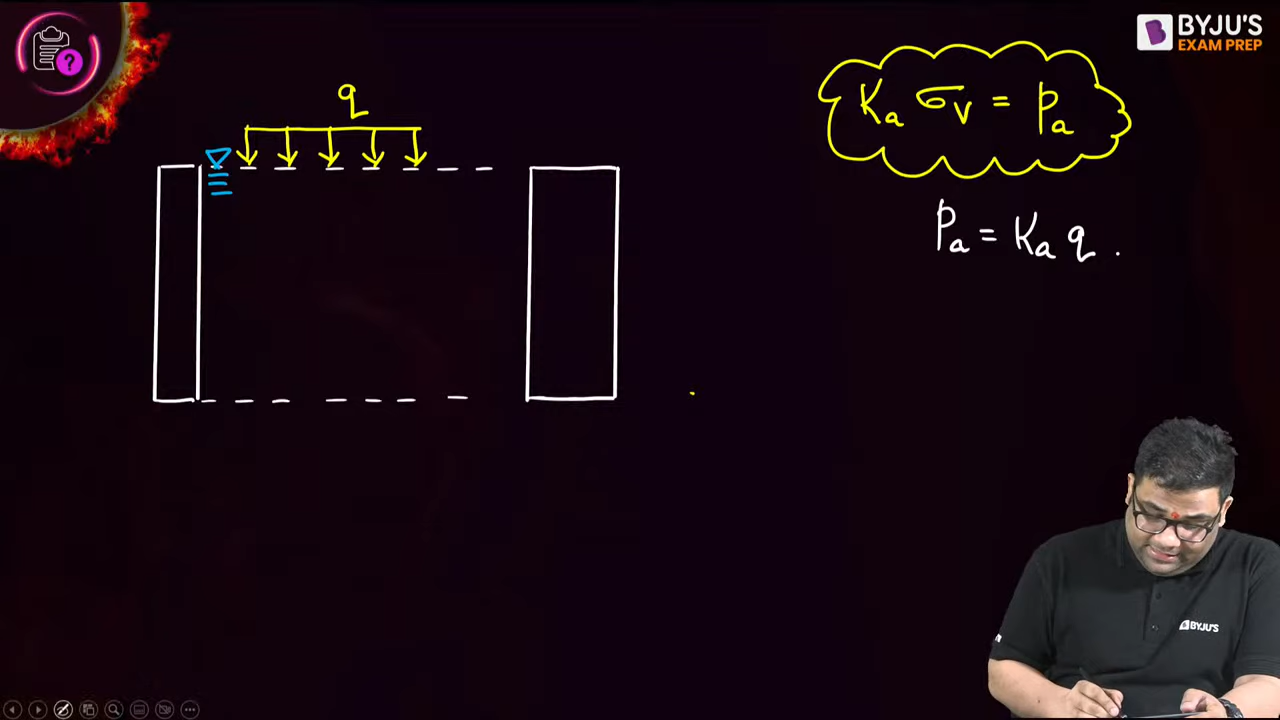 BYJU'S
EXAM PREP
q
Kₐ σᵥ = Pₐ
Pₐ = Kₐ q .
BYJU'S